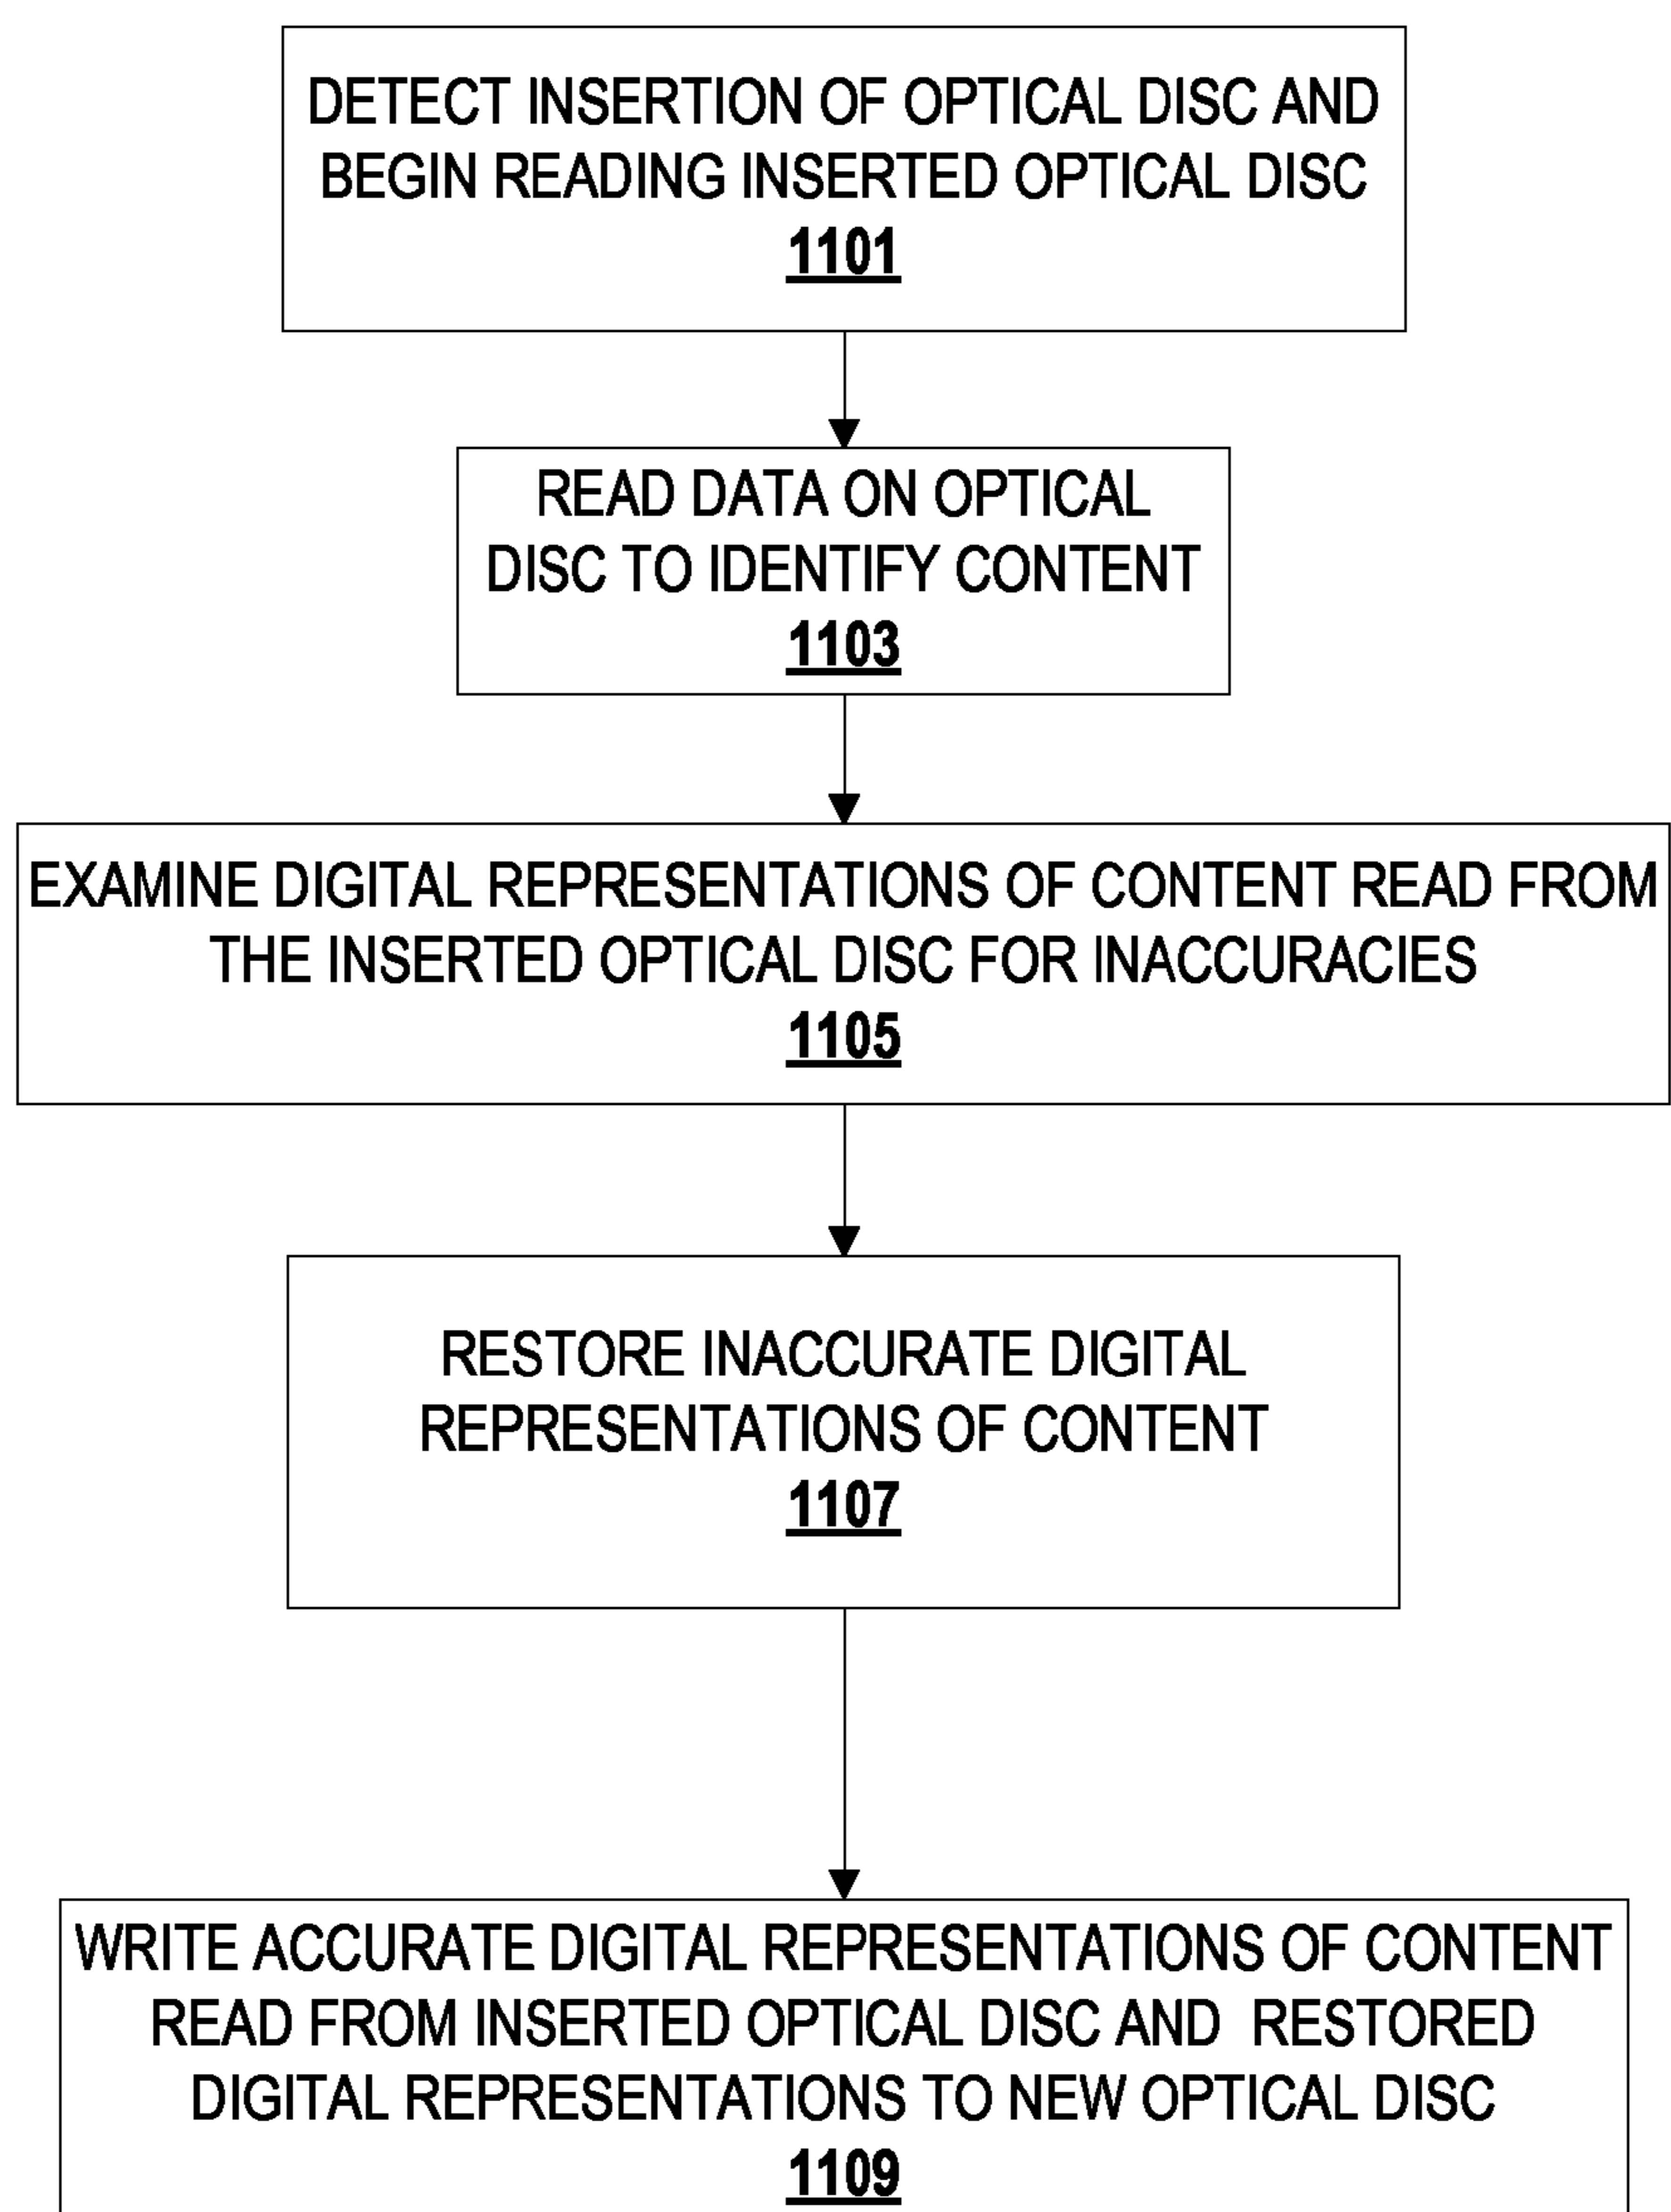 DETECT INSERTION OF OPTICAL DISC AND
BEGIN READING INSERTED OPTICAL DISC
1101
READ DATA ON OPTICAL
DISC TO IDENTIFY CONTENT
1103
EXAMINE DIGITAL REPRESENTATIONS OF CONTENT READ FROM
THE INSERTED OPTICAL DISC FOR INACCURACIES
1105
RESTORE INACCURATE DIGITAL
REPRESENTATIONS OF CONTENT
1107
WRITE ACCURATE DIGITAL REPRESENTATIONS OF CONTENT
READ FROM INSERTED OPTICAL DISC AND RESTORED
DIGITAL REPRESENTATIONS TO NEW OPTICAL DISC
1109